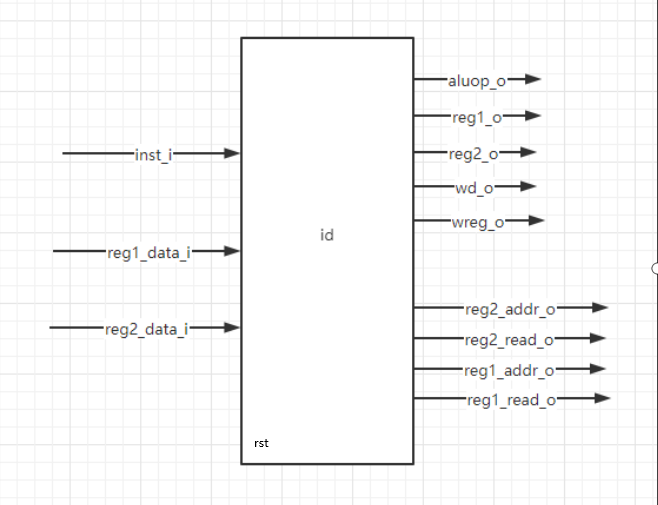 aluop_o
reg1_o
inst_i
reg2_o
wd_o
wreg_o
id
reg1_data_i
reg2_addr_o
reg2_data_i
reg2_read_o
reg1_addr_o
reg1_read_o
rst